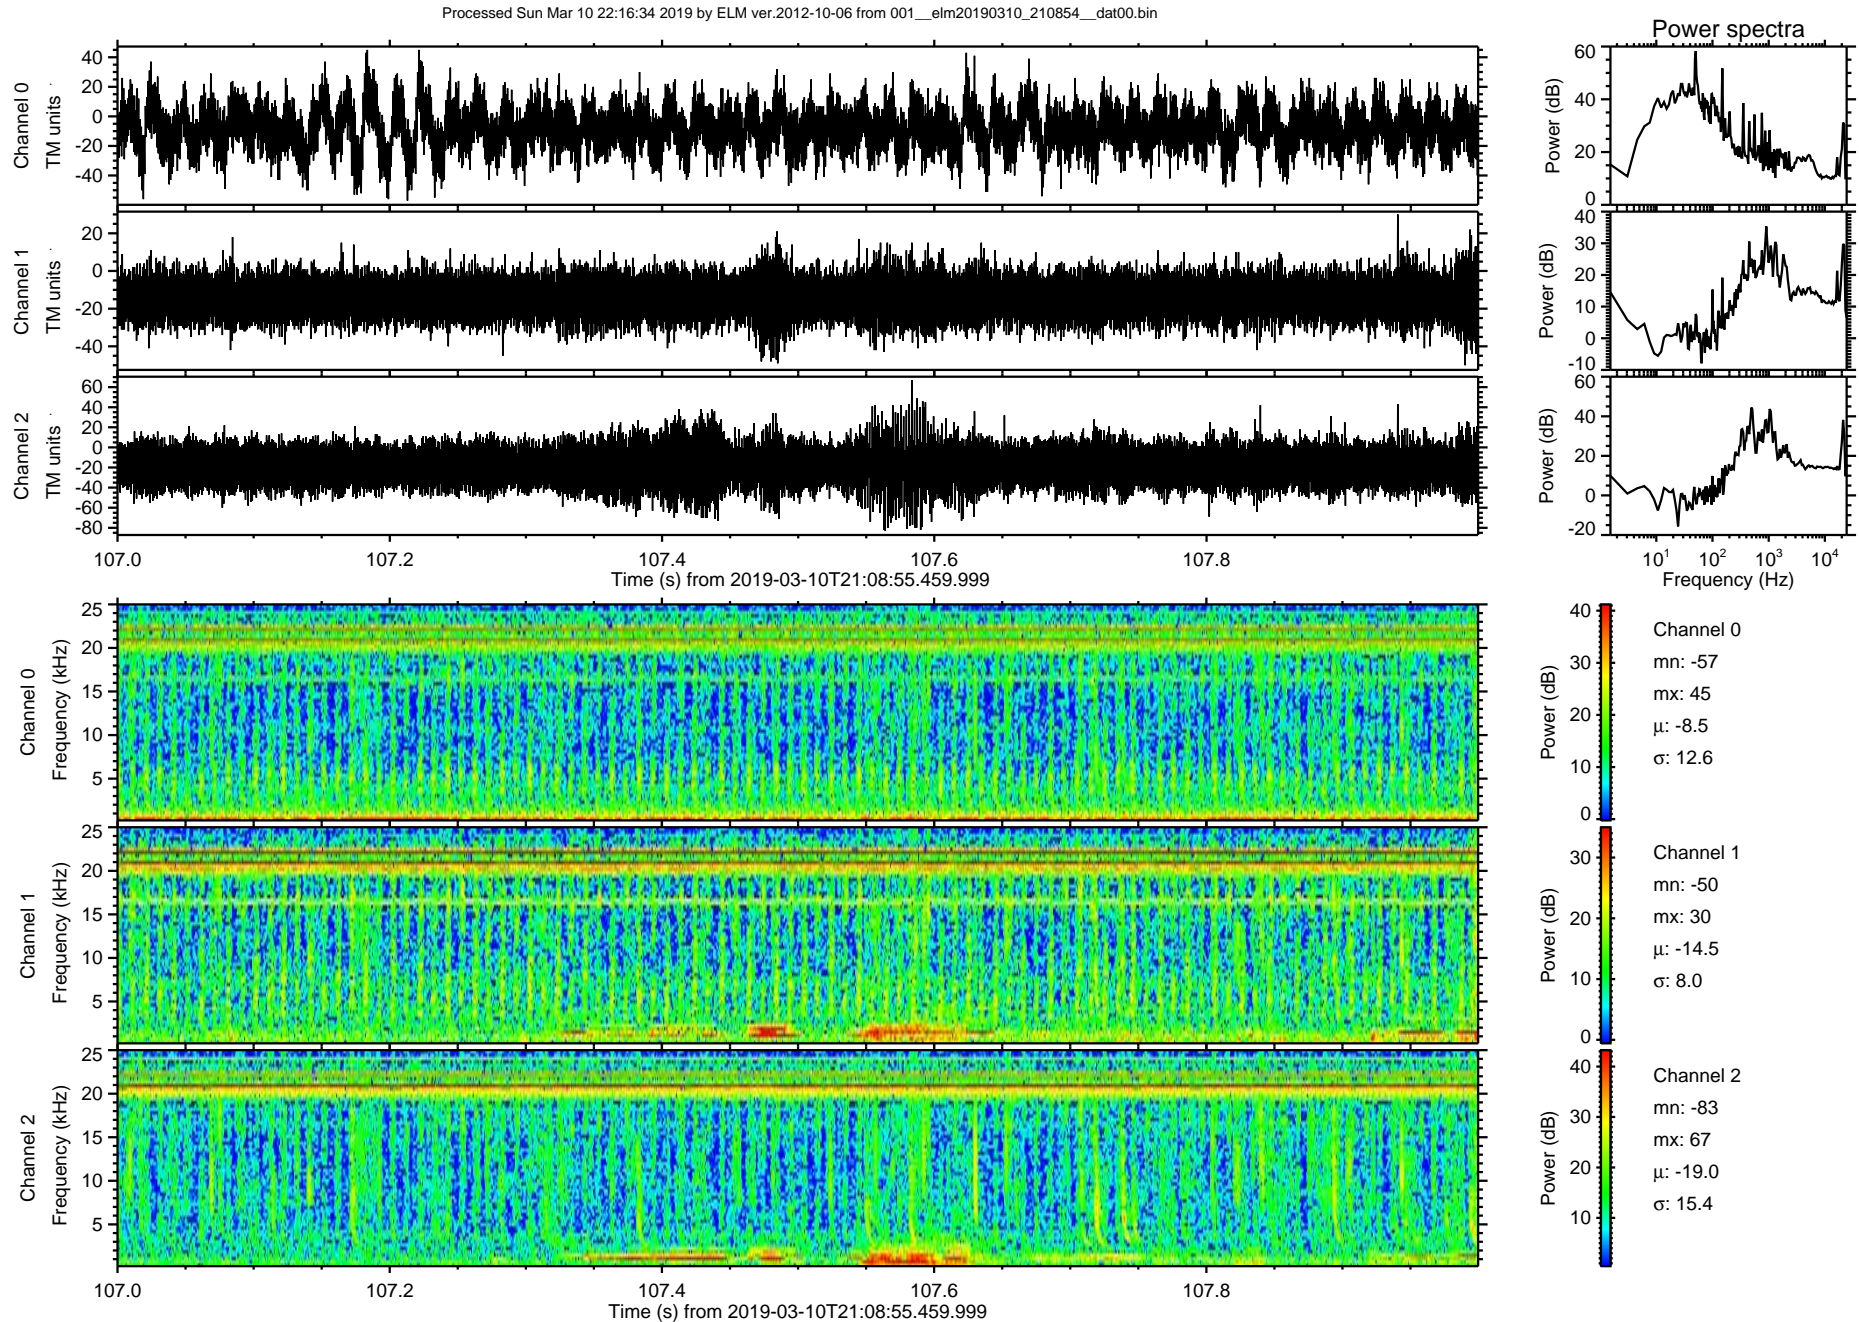 Processed Sun Mar 10 22:16:34 2019 by ELM ver.2012-10-06 from 001__elm20190310_210854__dat00.bin
Power spectra
Channel 0
TM units
40
20
0
-20
-40
Power (dB)
60
40
20
0
Channel 1
TM units
20
0
-20
-40
Power (dB)
40
30
20
10
0
-10
Channel 2
TM units
60
40
20
0
-20
-40
-60
-80
Power (dB)
60
40
20
0
-20
107.0 107.2 107.4 107.6 107.8
Time (s) from 2019-03-10T21:08:55.459.999
10^1 10^2 10^3 10^4
Frequency (Hz)
Channel 0
Frequency (kHz)
25
20
15
10
5
Power (dB)
40
30
20
10
0
Channel 0
mn: -57
mx: 45
μ: -8.5
σ: 12.6
Channel 1
Frequency (kHz)
25
20
15
10
5
Power (dB)
30
20
10
0
Channel 1
mn: -50
mx: 30
μ: -14.5
σ: 8.0
Channel 2
Frequency (kHz)
25
20
15
10
5
Power (dB)
40
30
20
10
Channel 2
mn: -83
mx: 67
μ: -19.0
σ: 15.4
107.0 107.2 107.4 107.6 107.8
Time (s) from 2019-03-10T21:08:55.459.999